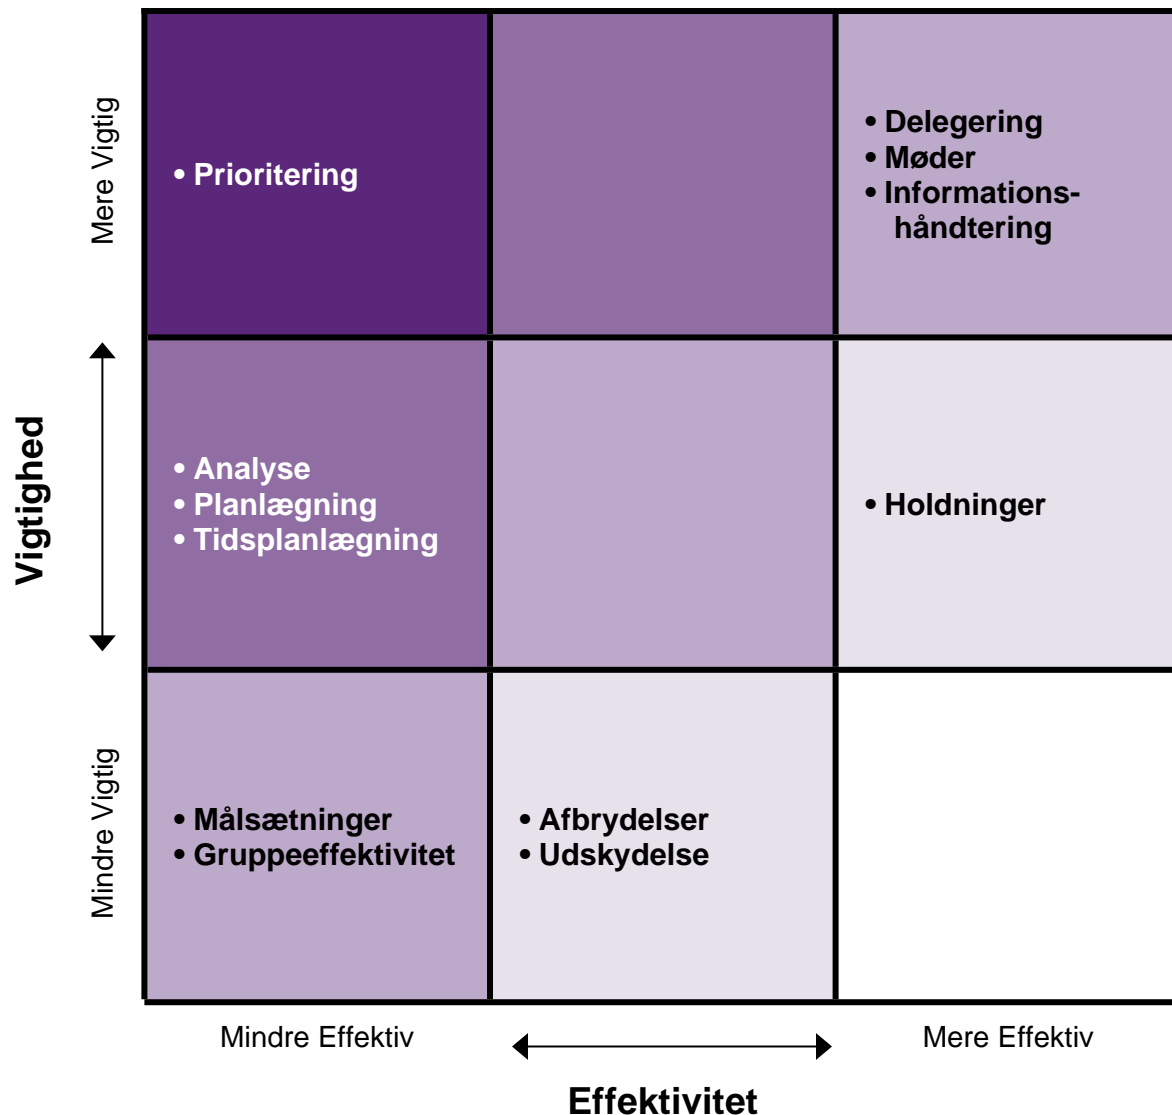 Mere Vigtig
• Prioritering
• Delegering
• Møder
• Informations-
håndtering
Vigtighed
• Analyse
• Planlægning
• Tidsplanlægning
• Holdninger
Mindre Vigtig
• Målsætninger
• Gruppeeffektivitet
• Afbrydelser
• Udskydelse
Mindre Effektiv
Mere Effektiv
Effektivitet